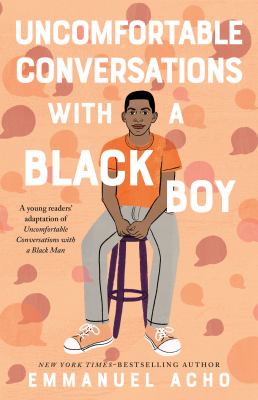 UNCOMFORTABLE
CONVERSATIONS
WITH A
BLACK
BOY
A young readers'
adaptation of
Uncomfortable
Conversations with
a Black Man
NEW YORK TIMES–BESTSELLING AUTHOR
EMMANUEL ACHO